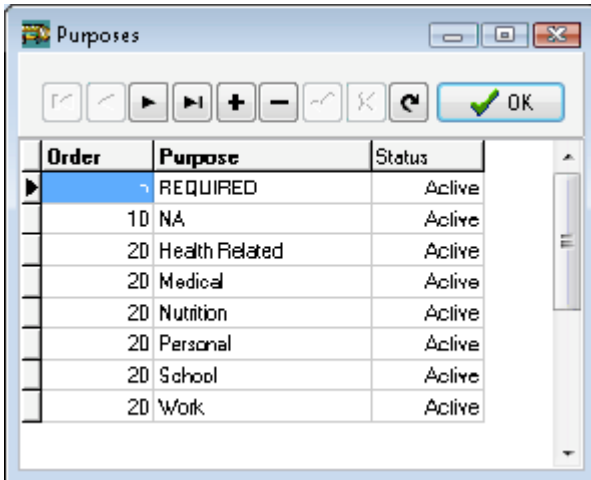 Purposes
OK
Order Purpose Status
REQUIRED Active
10 NA Active
20 Health Related Active
20 Medical Active
20 Nutrition Active
20 Personal Active
20 School Active
20 Work Active